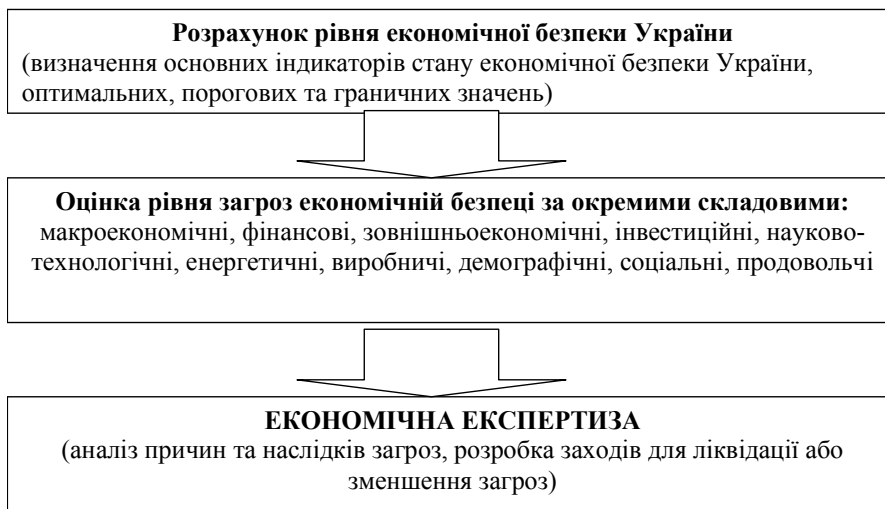 Розрахунок рівня економічної безпеки України
(визначення основних індикаторів стану економічної безпеки України,
оптимальних, порогових та граничних значень)
Оцінка рівня загроз економічній безпеці за окремими складовими:
макроекономічні, фінансові, зовнішньоекономічні, інвестиційні, науково-
технологічні, енергетичні, виробничі, демографічні, соціальні, продовольчі
ЕКОНОМІЧНА ЕКСПЕРТИЗА
(аналіз причин та наслідків загроз, розробка заходів для ліквідації або
зменшення загроз)